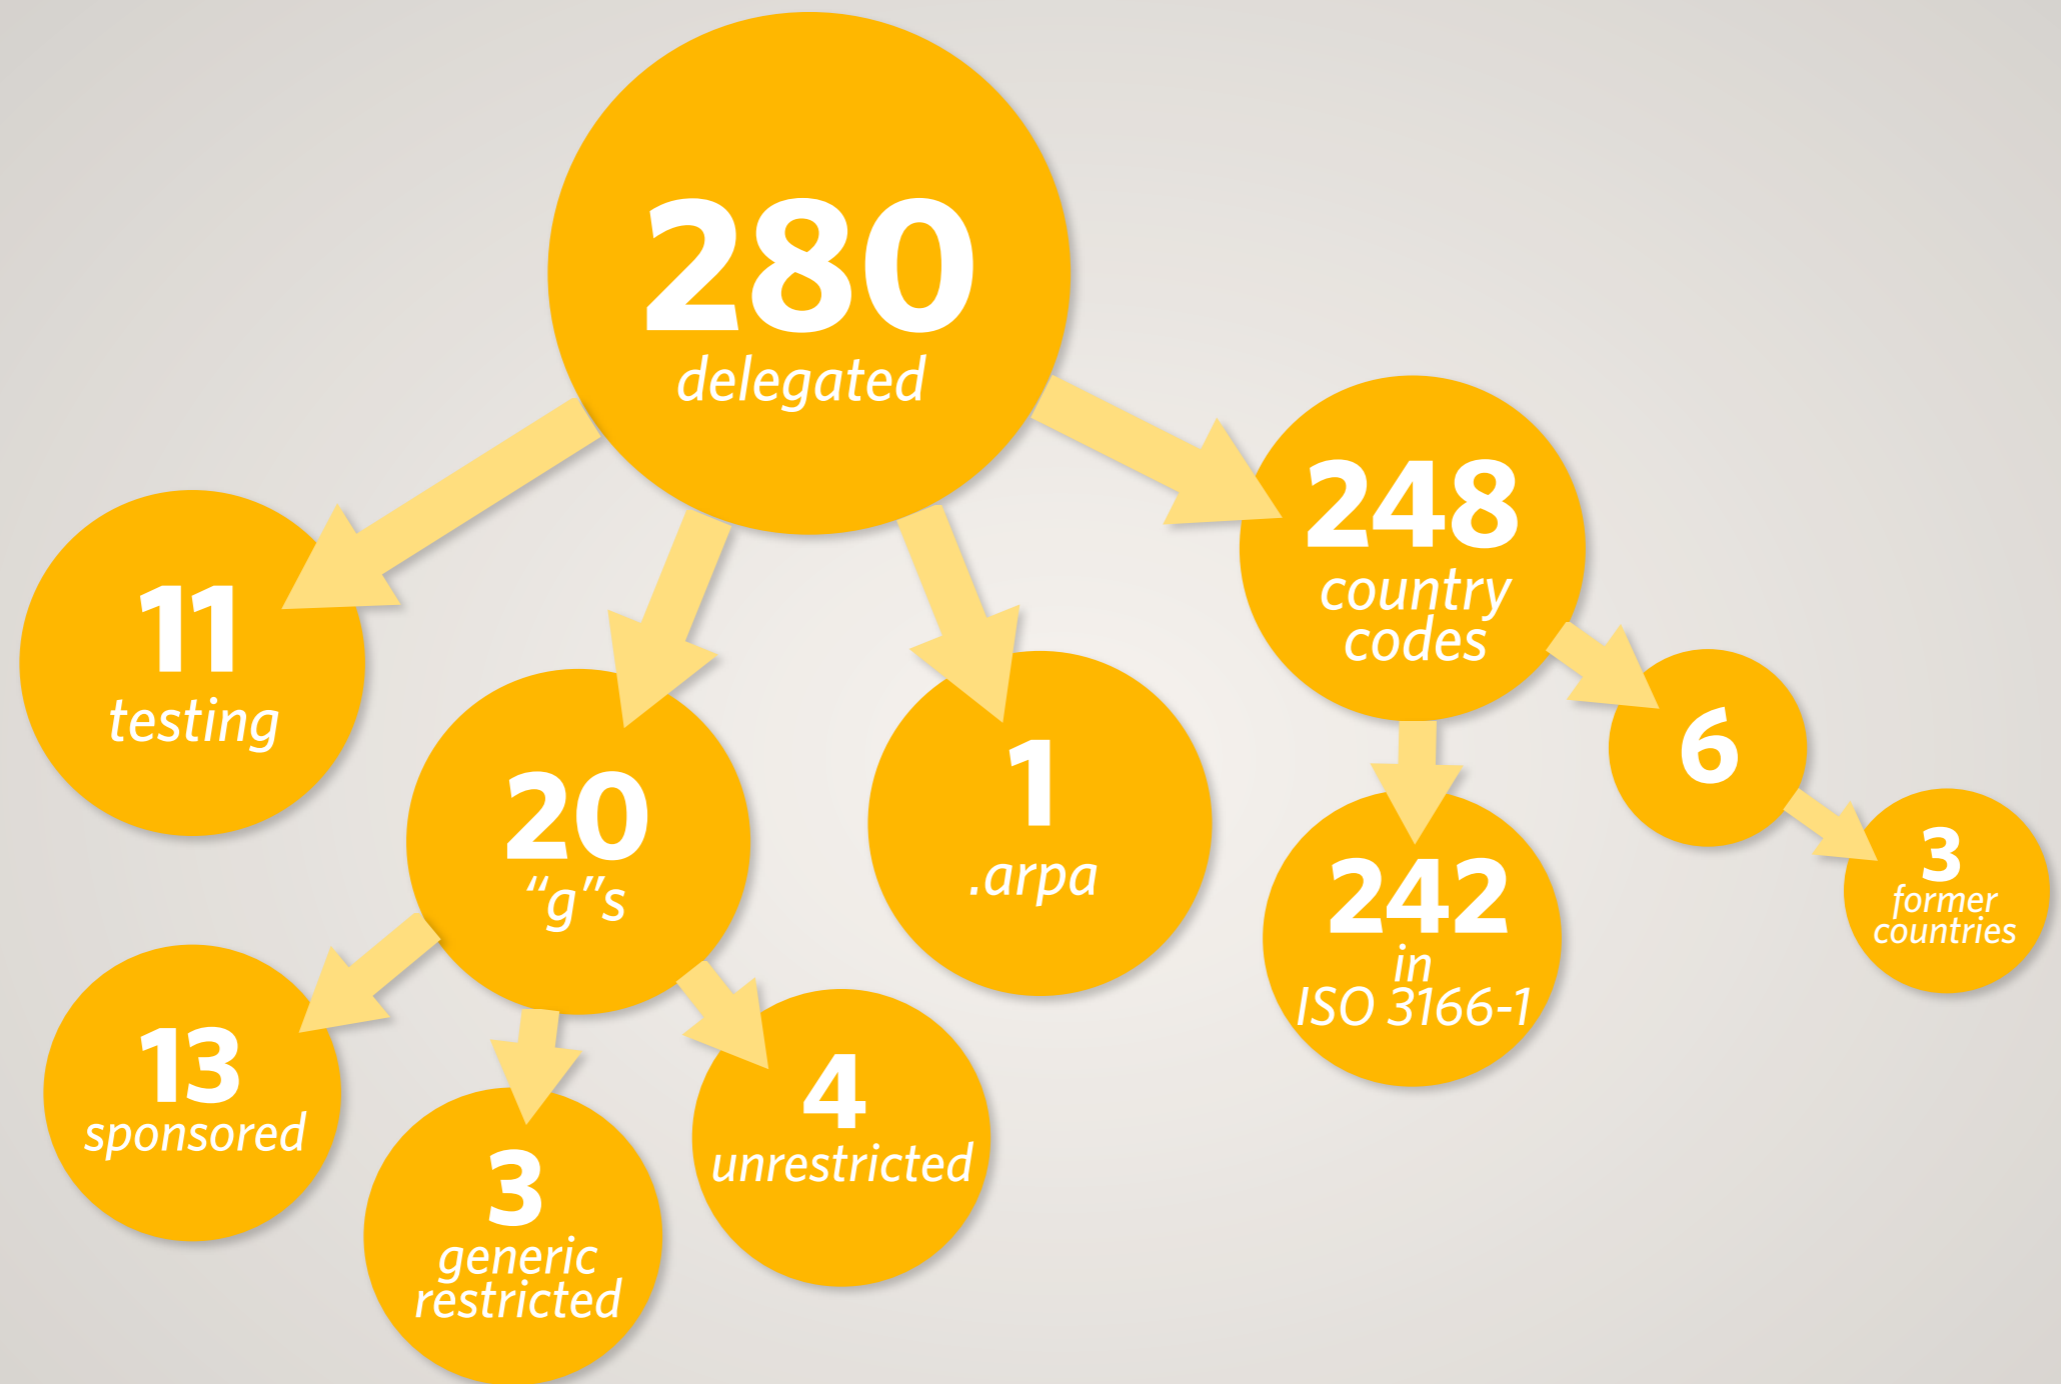 280
delegated
11
testing
20
“g”s
1
.arpa
248
country
codes
6
3
former
countries
242
in
ISO 3166-1
13
sponsored
3
generic
restricted
4
unrestricted